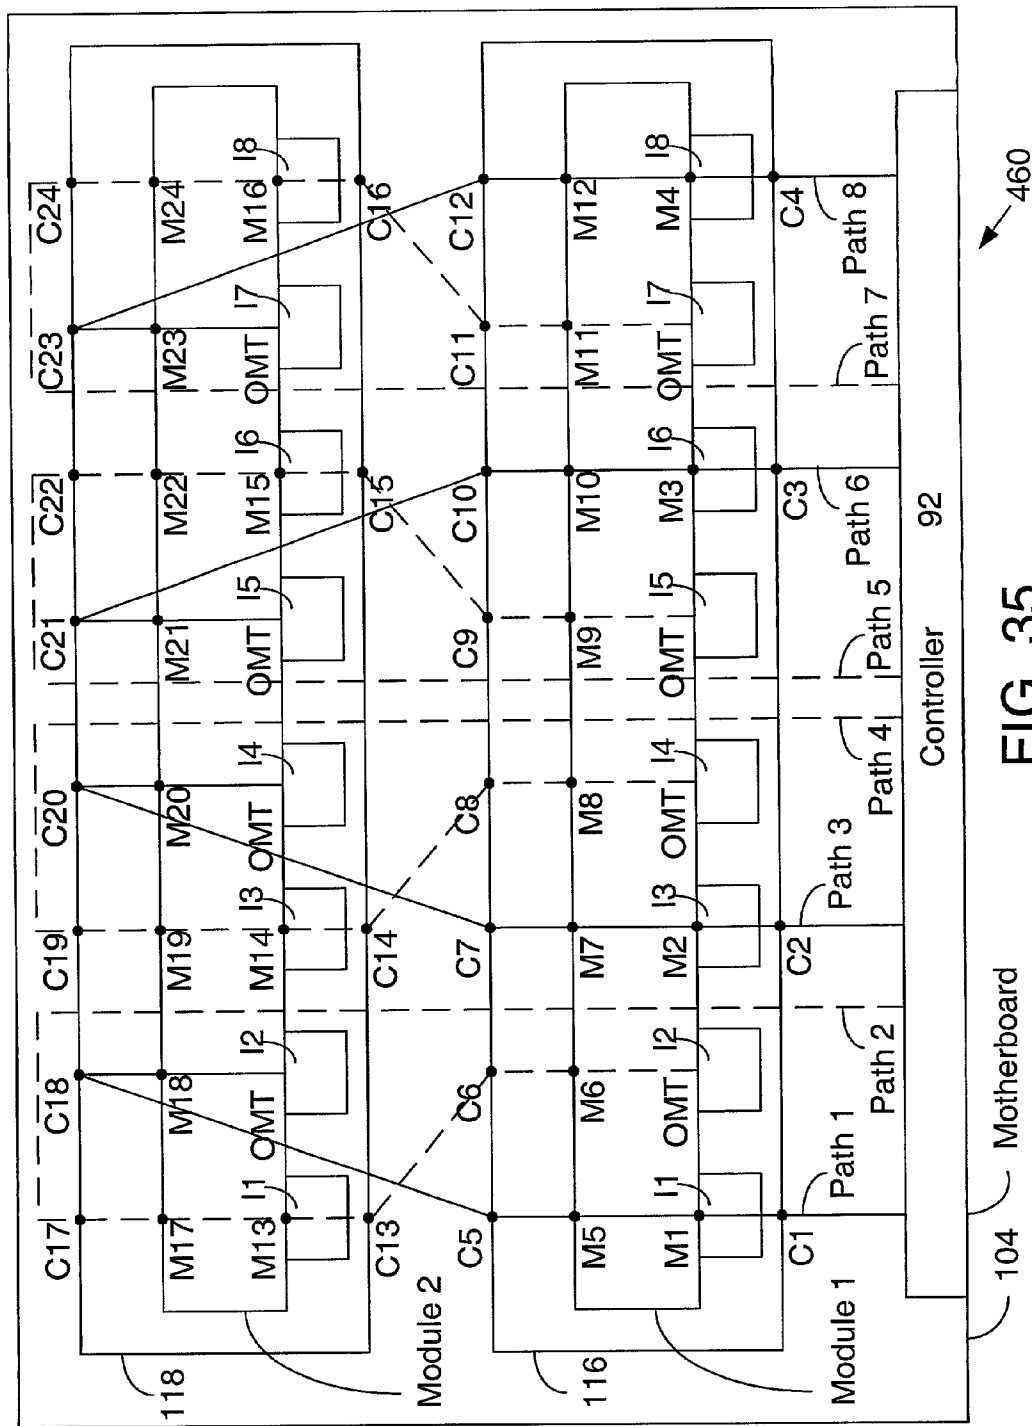 C17 C18 C19 C20 C21 C22 C23 C24
M17 M18 M19 M20 M21 M22 M23 M24
M13 I1 OMT I2 M14 I3 OMT I4 OMT I5 M15 I6 OMT I7 M16 I8
118
C13 C14 C15 C16
Module 2
C5 C6 C7 C8 C9 C10 C11 C12
M5 M6 M7 M8 M9 M10 M11 M12
M1 I1 OMT I2 M2 I3 OMT I4 OMT I5 M3 I6 OMT I7 M4 I8
116
C1 C2 C3 C4
Module 1
Path 1 Path 2 Path 3 Path 4 Path 5 Path 6 Path 7 Path 8
Controller 92
104
Motherboard
460
FIG. 35